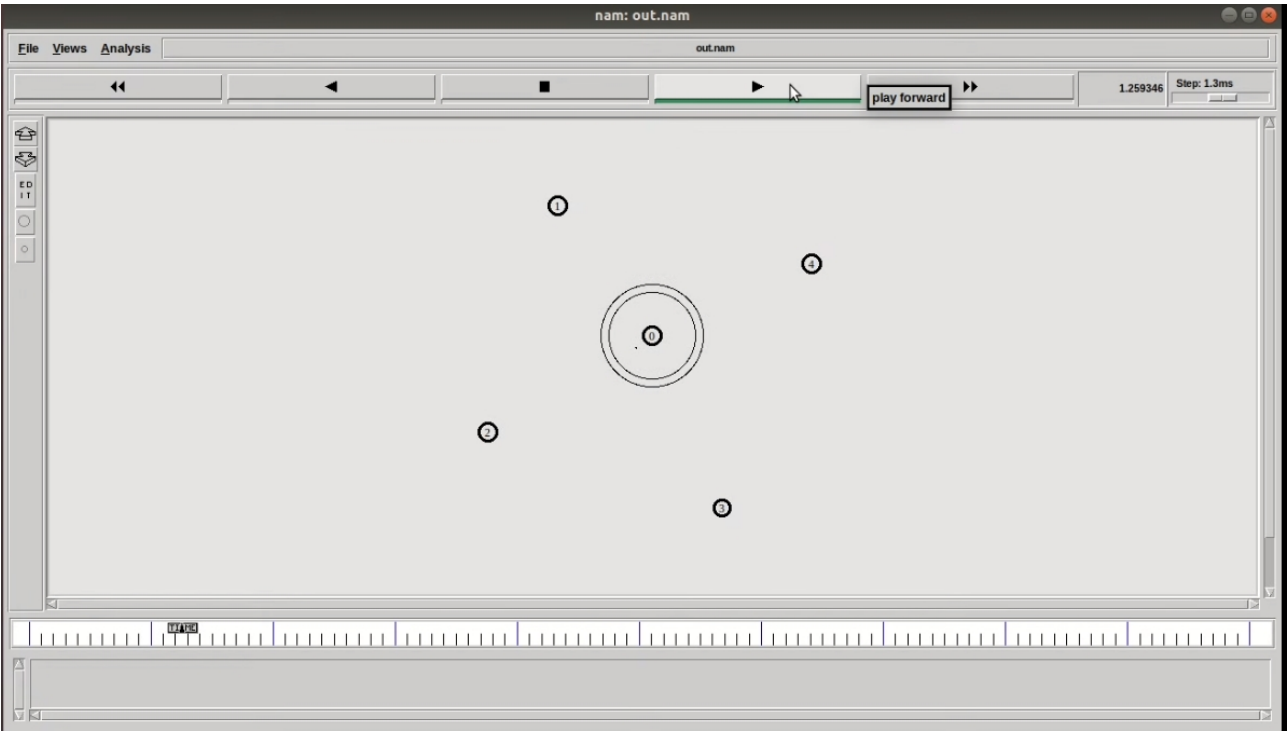 nam: out.nam
File Views Analysis out.nam
1.259346 Step: 1.3ms
play forward
ED
IT
1
4
0
2
3
TIME